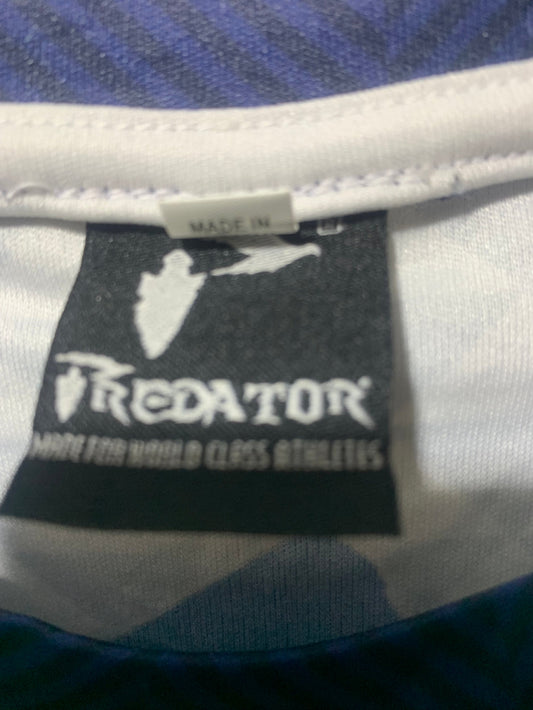 MADE IN
PREDATOR
MADE FOR WORLD CLASS ATHLETES